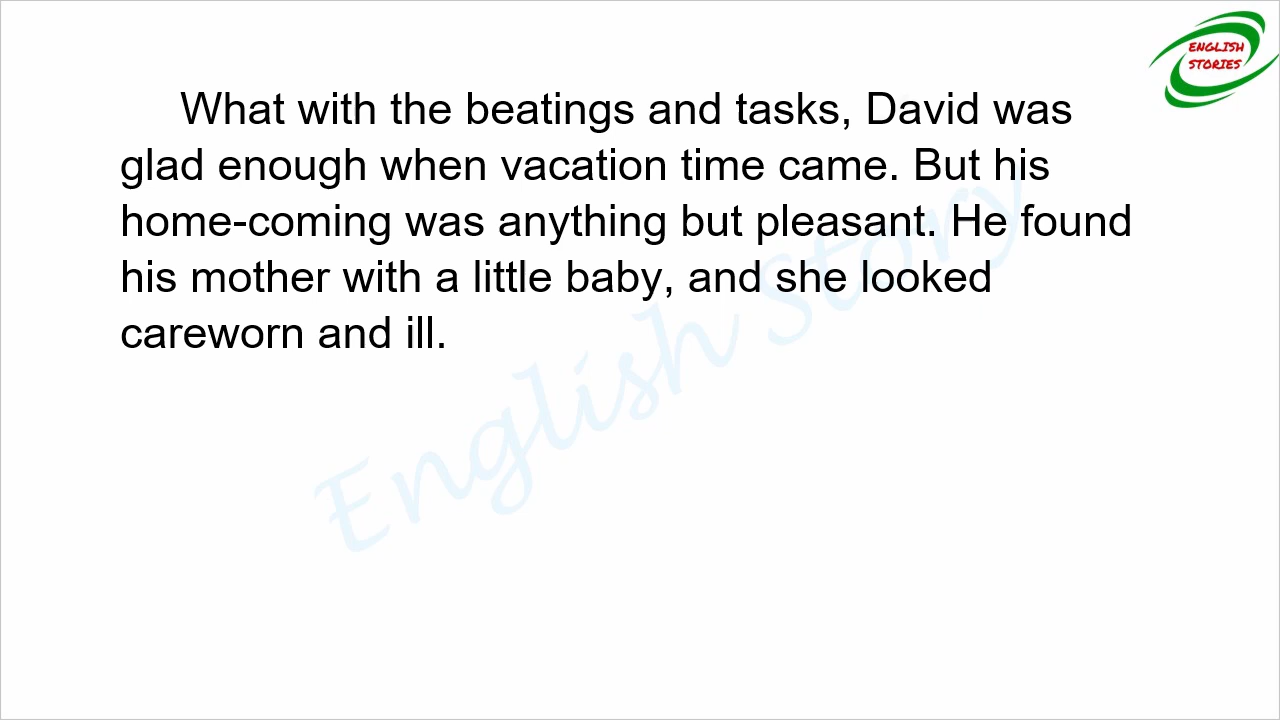 ENGLISH
STORIES
What with the beatings and tasks, David was
glad enough when vacation time came. But his
home-coming was anything but pleasant. He found
his mother with a little baby, and she looked
careworn and ill.
English Story